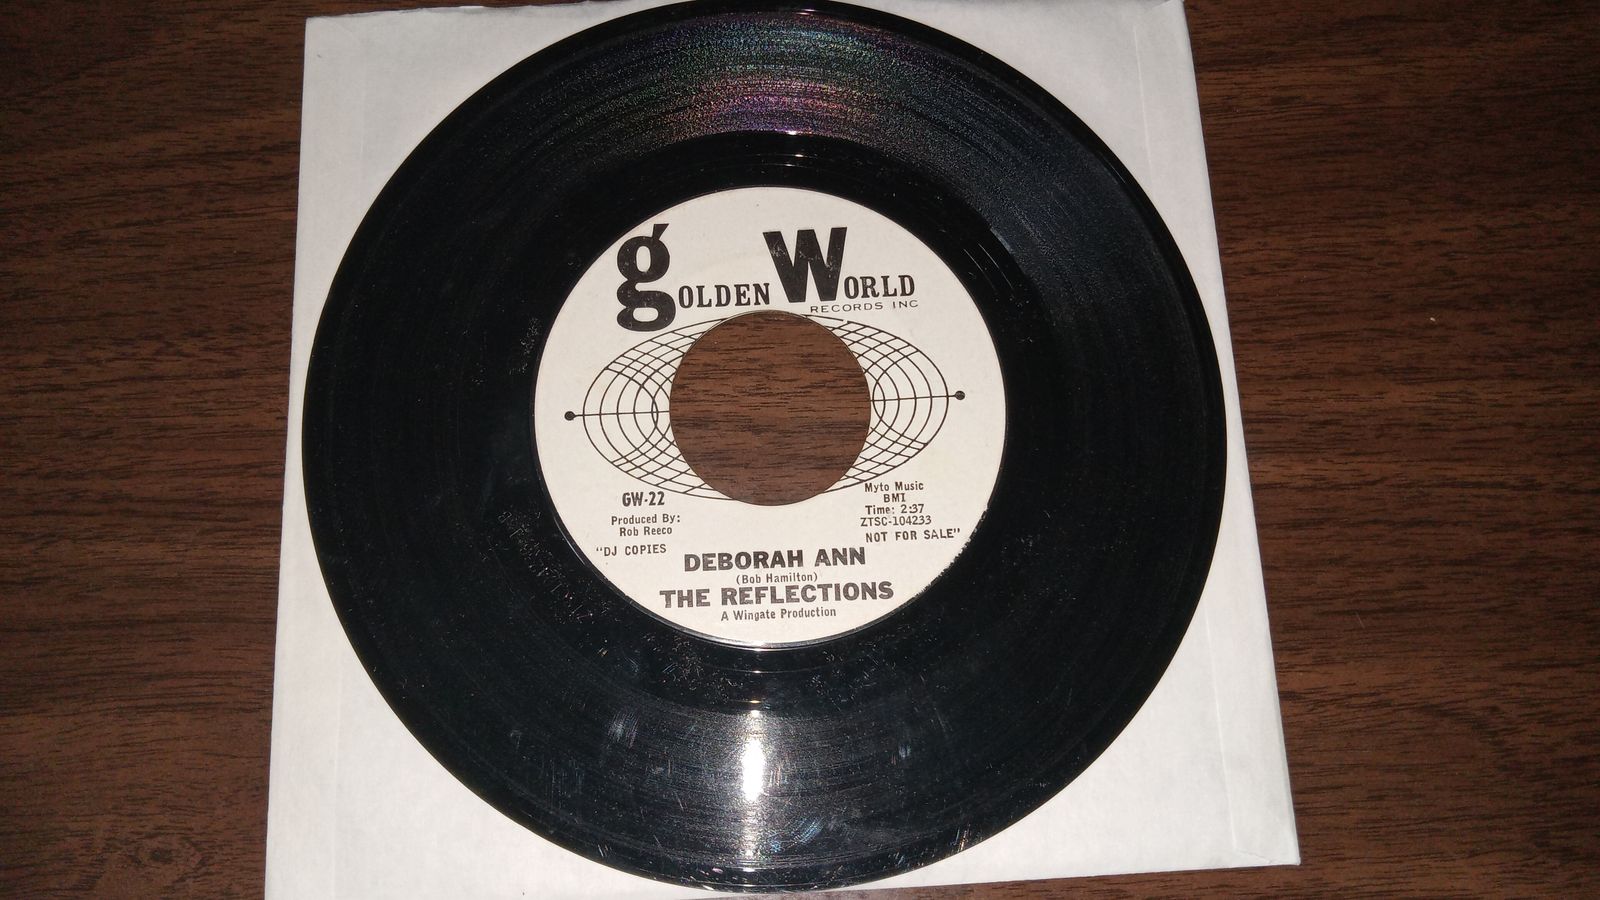 Golden World
RECORDS INC
GW-22
Produced By:
Rob Reeco
"DJ COPIES
Myto Music
BMI
Time: 2:37
ZTSC-104233
NOT FOR SALE"
DEBORAH ANN
(Bob Hamilton)
THE REFLECTIONS
A Wingate Production